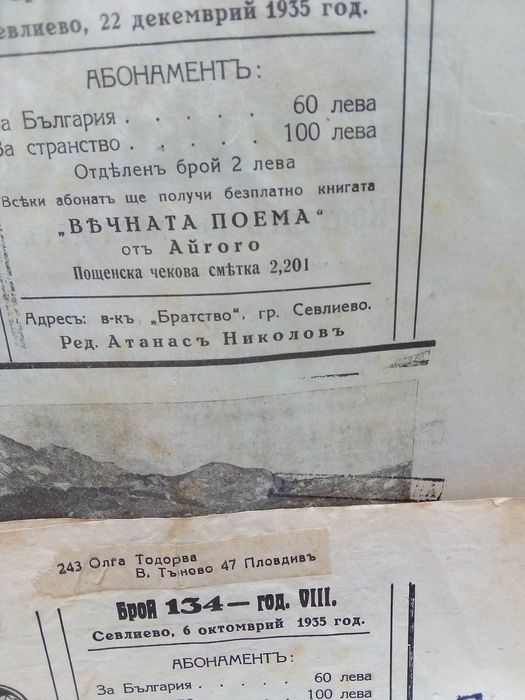 евлиево, 22 декемврий 1935 год.
АБОНАМЕНТЪ:
За България . . . . . 60 лева
За странство . . . . . 100 лева
Отдѣленъ брой 2 лева
Всѣки абонатъ ще получи безплатно книгата
„ВѢЧНАТА ПОЕМА“
отъ Айгоro
Пощенска чекова смѣтка 2,201
Адресъ: в-къ „Братство“, гр. Севлиево.
Ред. Атанасъ Николовъ
243 Олга Тодорва
В. Тъново 47 Пловдивъ
БРОЙ 134 — ГОД. VIII.
Севлиево, 6 октомврий 1935 год.
АБОНАМЕНТЪ:
За България . . . . . 60 лева
100 лева